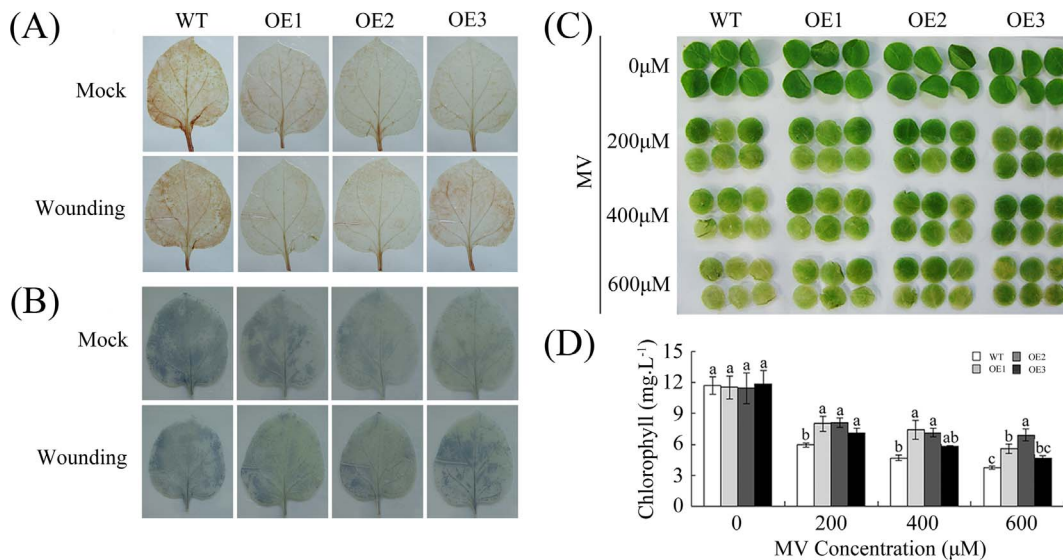 (A)
WT OE1 OE2 OE3
Mock
Wounding
(B)
Mock
Wounding
(C)
WT OE1 OE2 OE3
MV
0μM
200μM
400μM
600μM
(D)
Chlorophyll (mg.L⁻¹)
15
12
9
6
3
0
WT OE2
OE1 OE3
a a a a
b a a a
b a a ab
c b a bc
0 200 400 600
MV Concentration (μM)